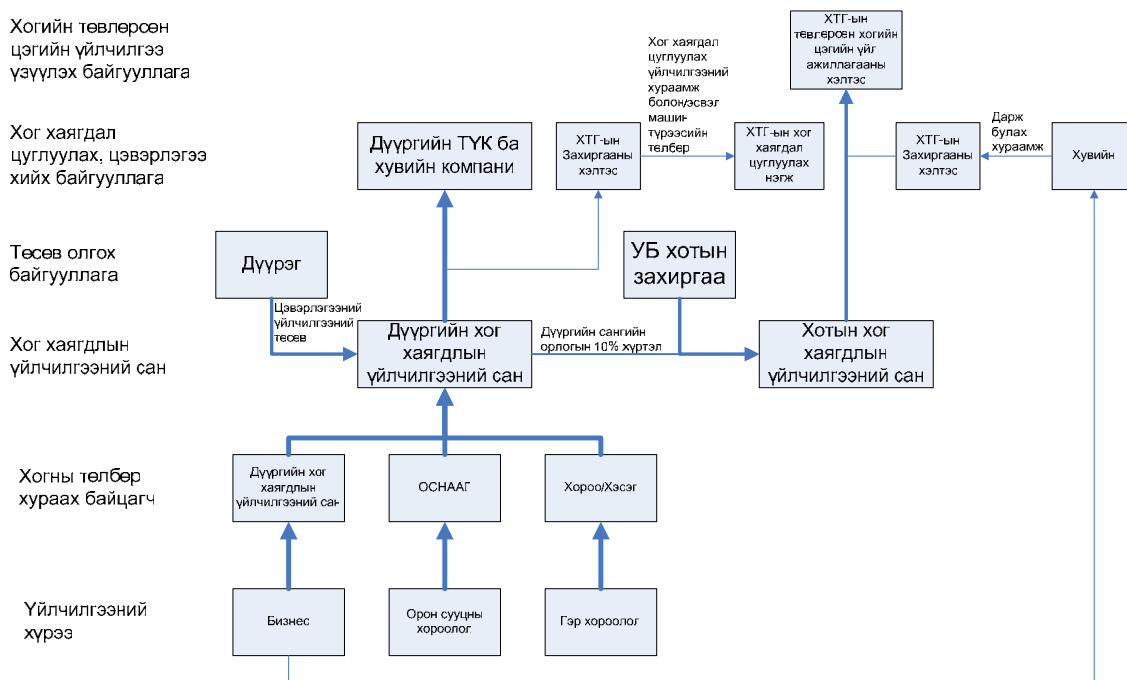 Хогийн төвлөрсөн
цэгийн үйлчилгээ
үзүүлэх байгууллага
ХТГ-ын
төвлөрсөн хогийн
цэгийн үйл
ажиллагааны
хэлтэс
Хог хаягдал
цуглуулах
үйлчилгээний
хураамж
болон/эсвэл
машин
түрээсийн
төлбөр
Хог хаягдал
цуглуулах, цэвэрлэгээ
хийх байгууллага
Дүүргийн ТҮК ба
хувийн компани
ХТГ-ын
Захиргааны
хэлтэс
ХТГ-ын хог
хаягдал
цуглуулах
нэгж
ХТГ-ын
Захиргааны
хэлтэс
Дарж
булах
хураамж
Хувийн
Төсөв олгох
байгууллага
Дүүрэг
УБ хотын
захиргаа
Цэвэрлэгээний
үйлчилгээний
төсөв
Хог хаягдлын
үйлчилгээний сан
Дүүргийн хог
хаягдлын
үйлчилгээний сан
Дүүргийн сангийн
орлогын 10% хүртэл
Хотын хог
хаягдлын
үйлчилгээний сан
Хогны төлбөр
хураах байцагч
Дүүргийн хог
хаягдлын
үйлчилгээний сан
ОСНААГ
Хороо/Хэсэг
Үйлчилгээний
хүрээ
Бизнес
Орон сууцны
хороолог
Гэр хороолог